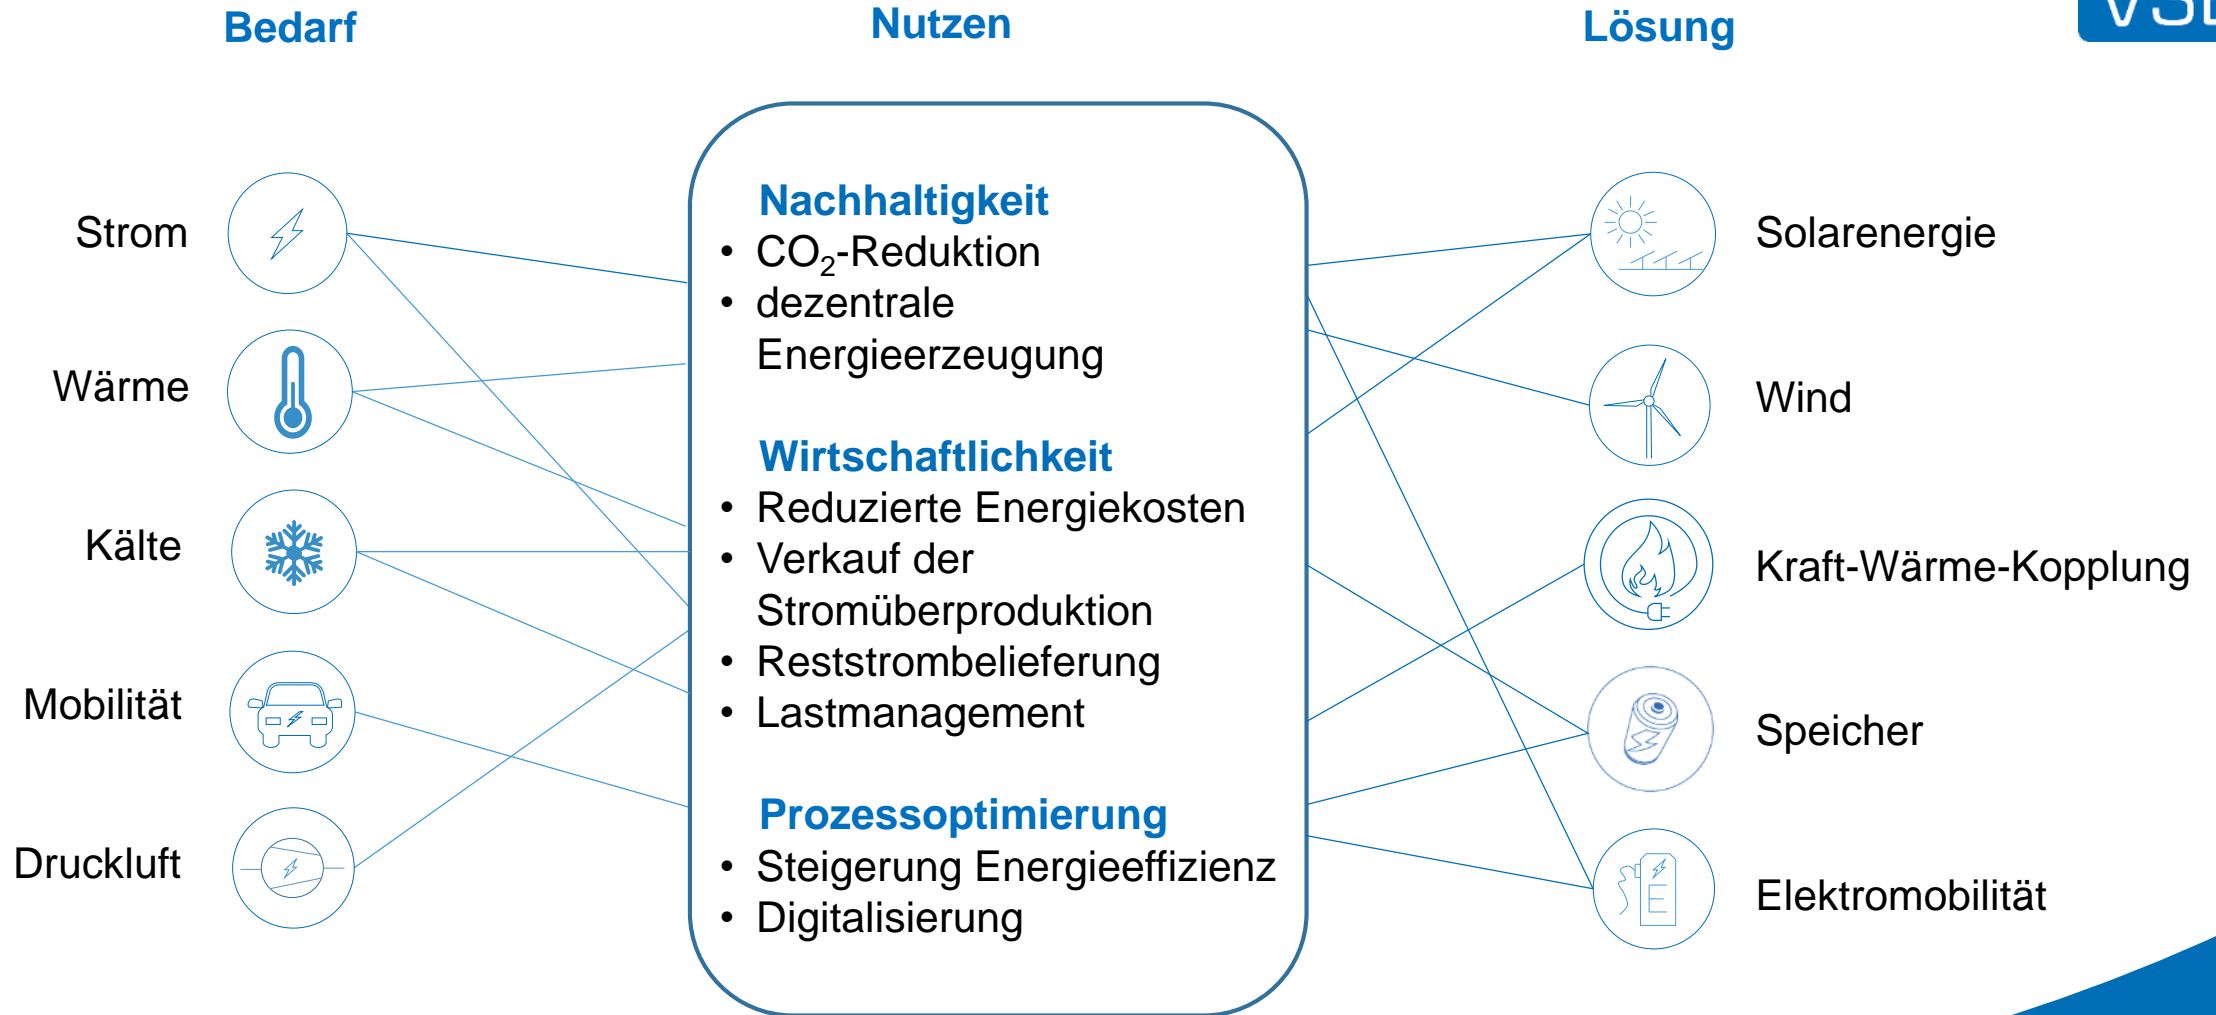 Bedarf
Nutzen
Lösung
Strom
Wärme
Kälte
Mobilität
Druckluft
Nachhaltigkeit
• CO₂-Reduktion
• dezentrale
Energieerzeugung
Wirtschaftlichkeit
• Reduzierte Energiekosten
• Verkauf der
Stromüberproduktion
• Reststrombelieferung
• Lastmanagement
Prozessoptimierung
• Steigerung Energieeffizienz
• Digitalisierung
Solarenergie
Wind
Kraft-Wärme-Kopplung
Speicher
E
Elektromobilität